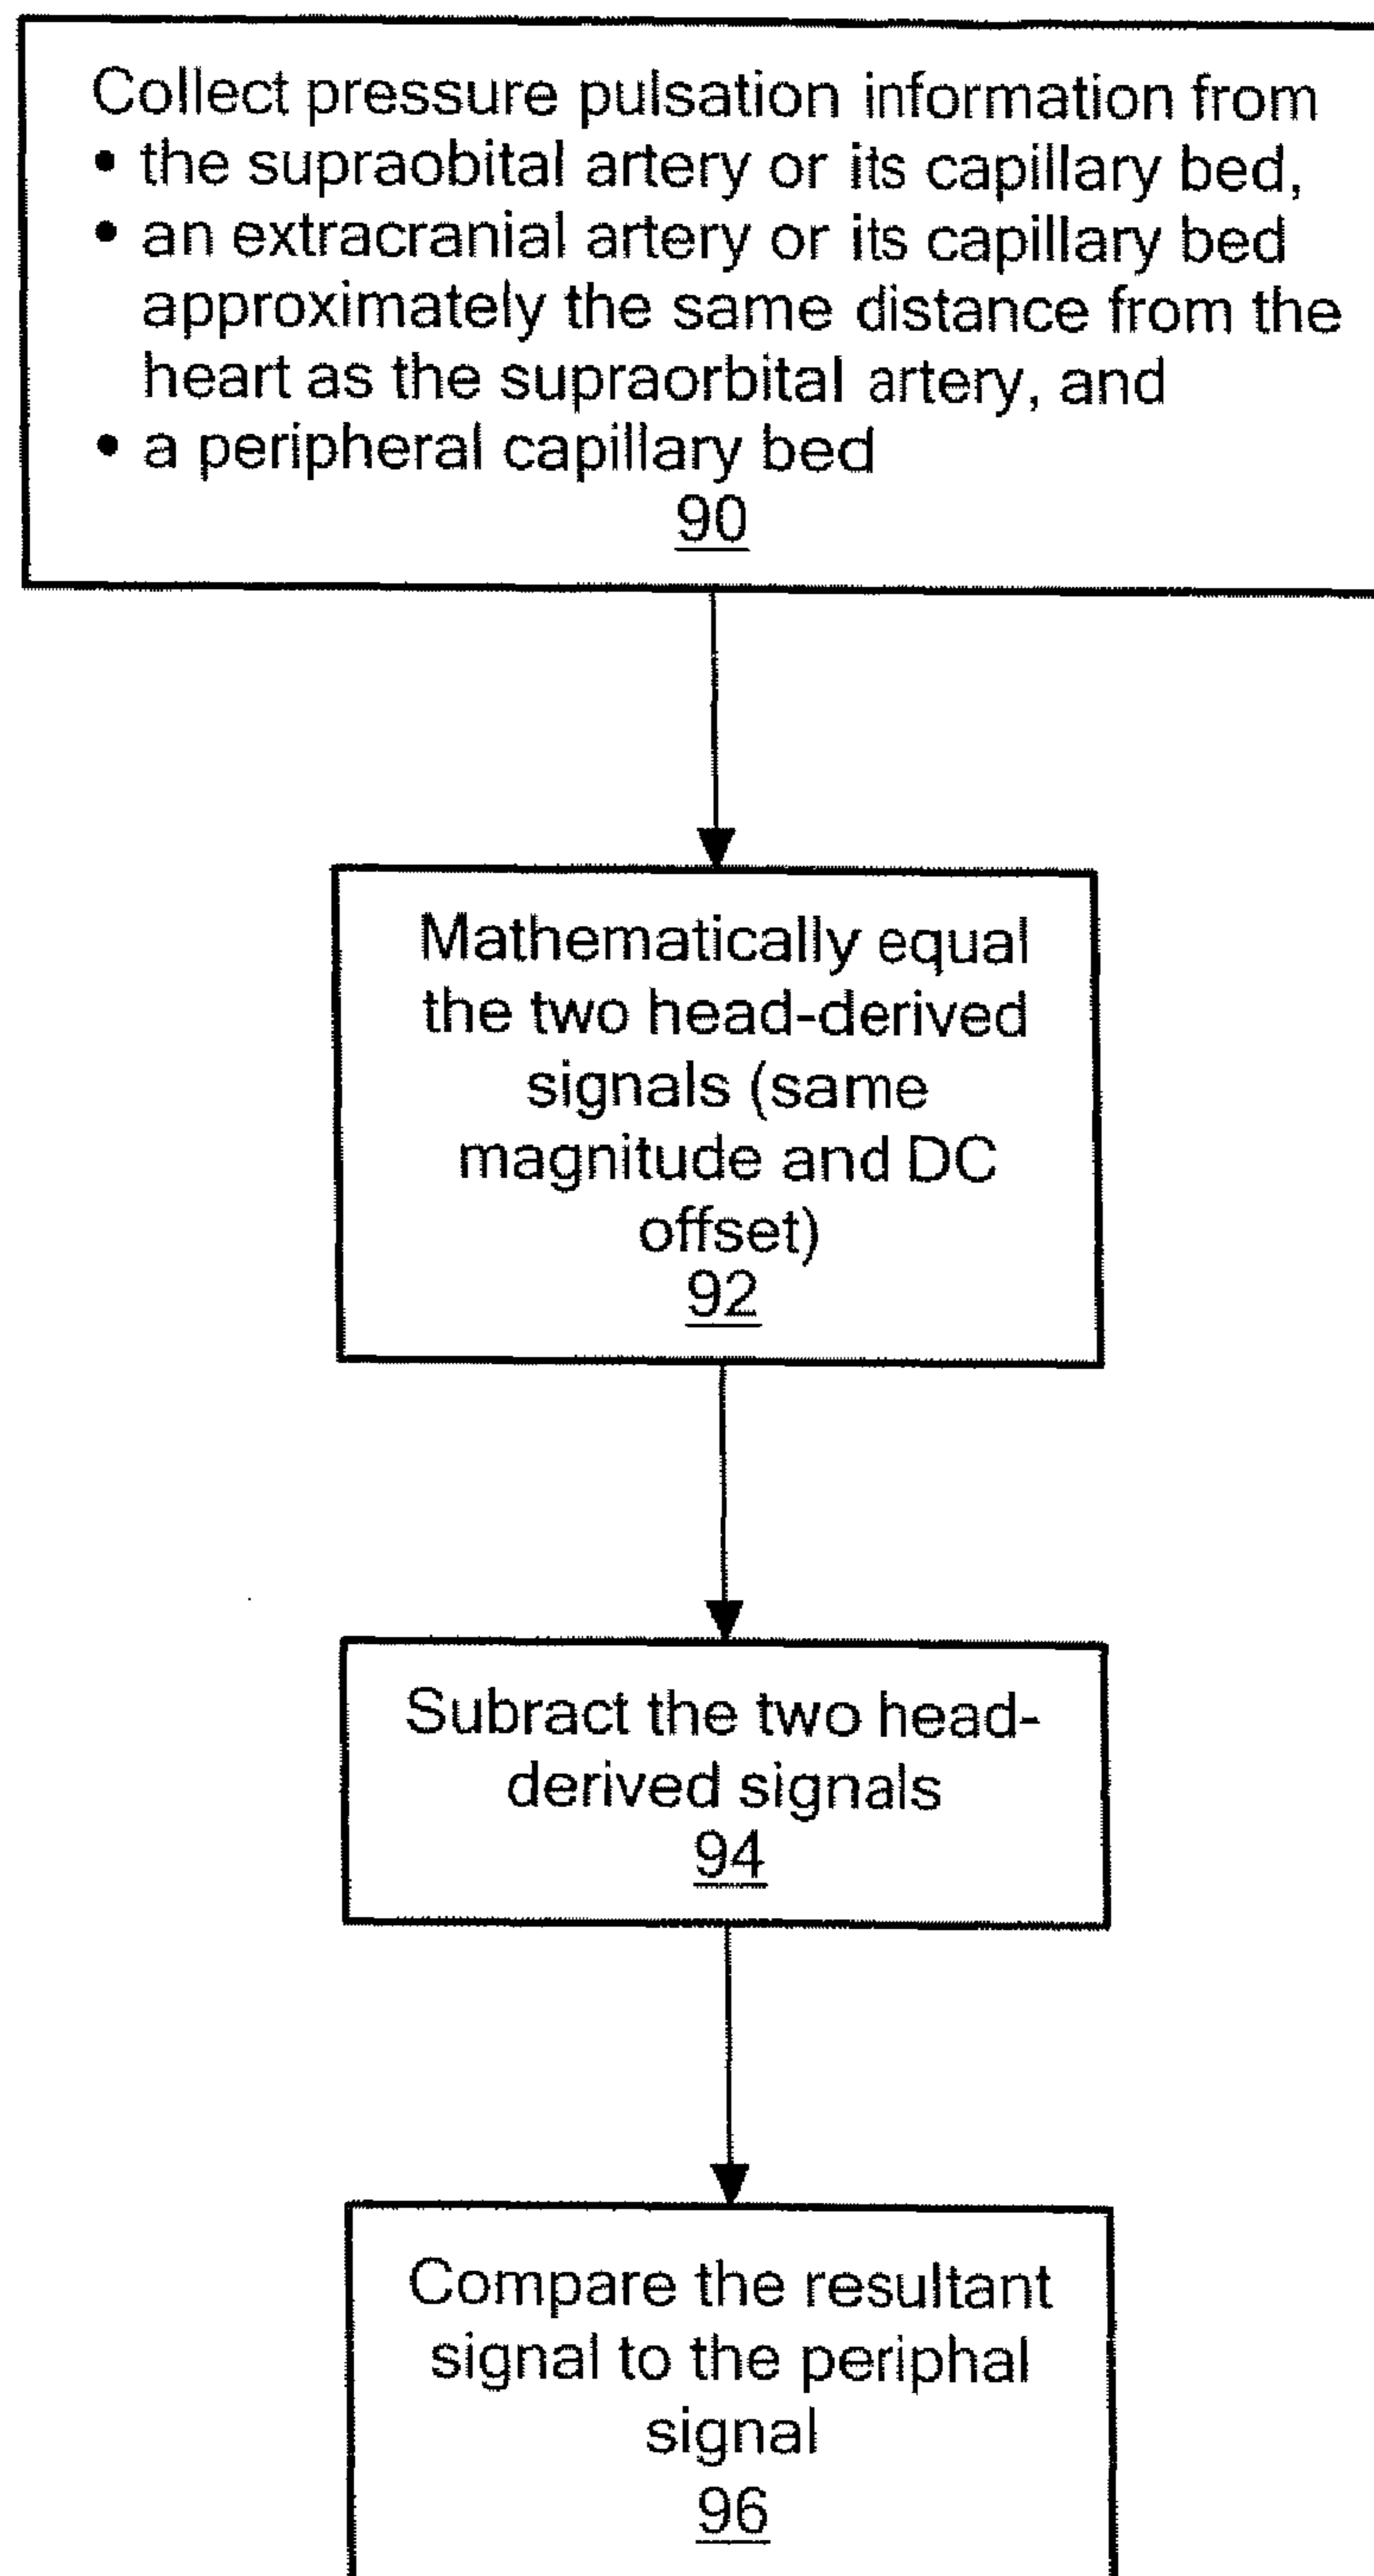 Collect pressure pulsation information from
• the supraobital artery or its capillary bed,
• an extracranial artery or its capillary bed
approximately the same distance from the
heart as the supraorbital artery, and
• a peripheral capillary bed
90
Mathematically equal
the two head-derived
signals (same
magnitude and DC
offset)
92
Subract the two head-
derived signals
94
Compare the resultant
signal to the periphal
signal
96